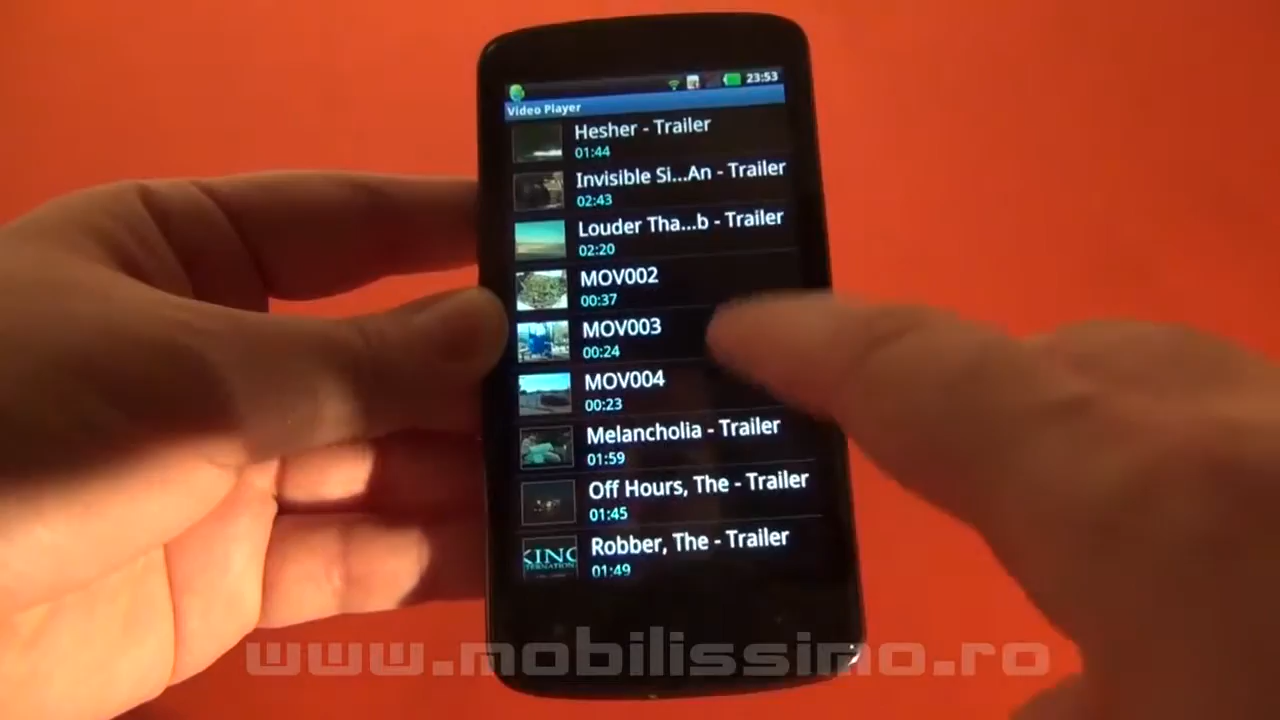 23:53
Video Player
Hesher - Trailer
01:44
Invisible Si...An - Trailer
02:43
Louder Tha...b - Trailer
02:20
MOV002
00:37
MOV003
00:24
MOV004
00:23
Melancholia - Trailer
01:59
Off Hours, The - Trailer
01:45
KING
Robber, The - Trailer
01:49
www.mobilissimo.ro